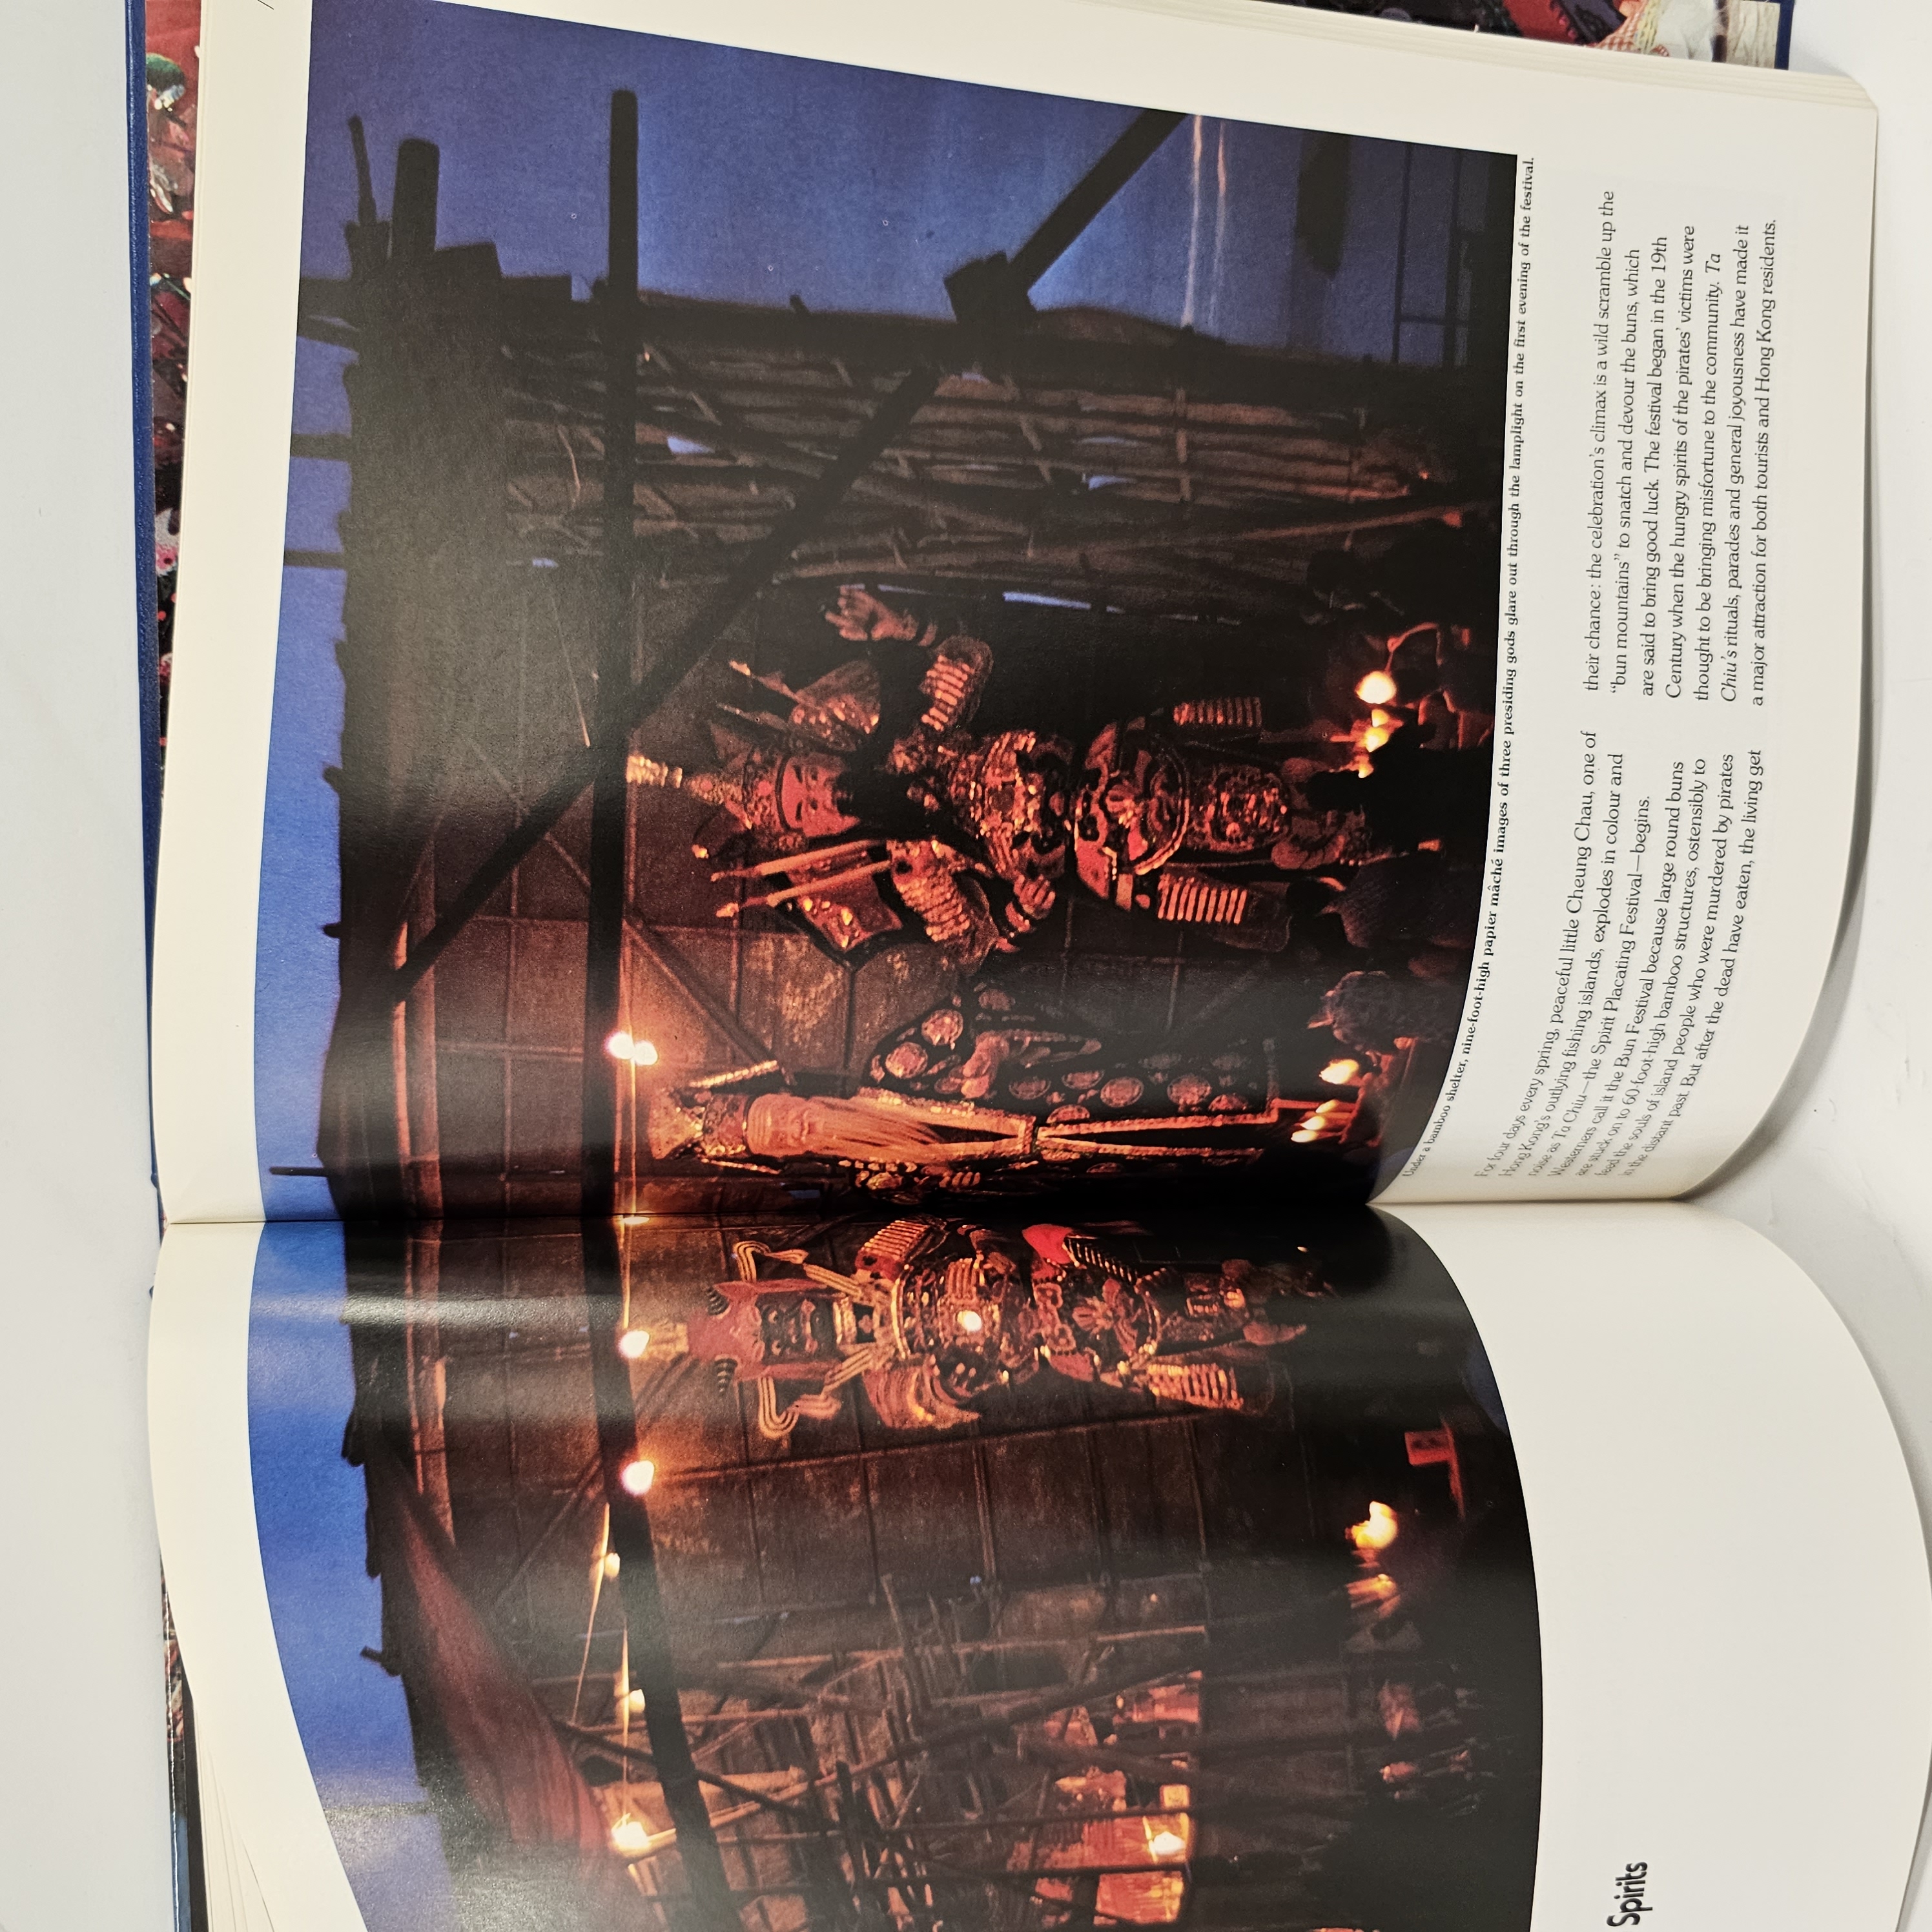 Spirits
Under a bamboo shelter, nine-foot-high papier mâché images of three presiding gods glare out through the lamplight on the first evening of the festival.
For four days every spring, peaceful little Cheung Chau, one of
Hong Kong's outlying fishing islands, explodes in colour and
noise as Ta Chiu—the Spirit Placating Festival—begins.
Westerners call it the Bun Festival because large round buns
are stuck on to 60-foot-high bamboo structures, ostensibly to
feed the souls of island people who were murdered by pirates
in the distant past. But after the dead have eaten, the living get
their chance: the celebration's climax is a wild scramble up the
“bun mountains” to snatch and devour the buns, which
are said to bring good luck. The festival began in the 19th
Century when the hungry spirits of the pirates' victims were
thought to be bringing misfortune to the community. Ta
Chiu's rituals, parades and general joyousness have made it
a major attraction for both tourists and Hong Kong residents.